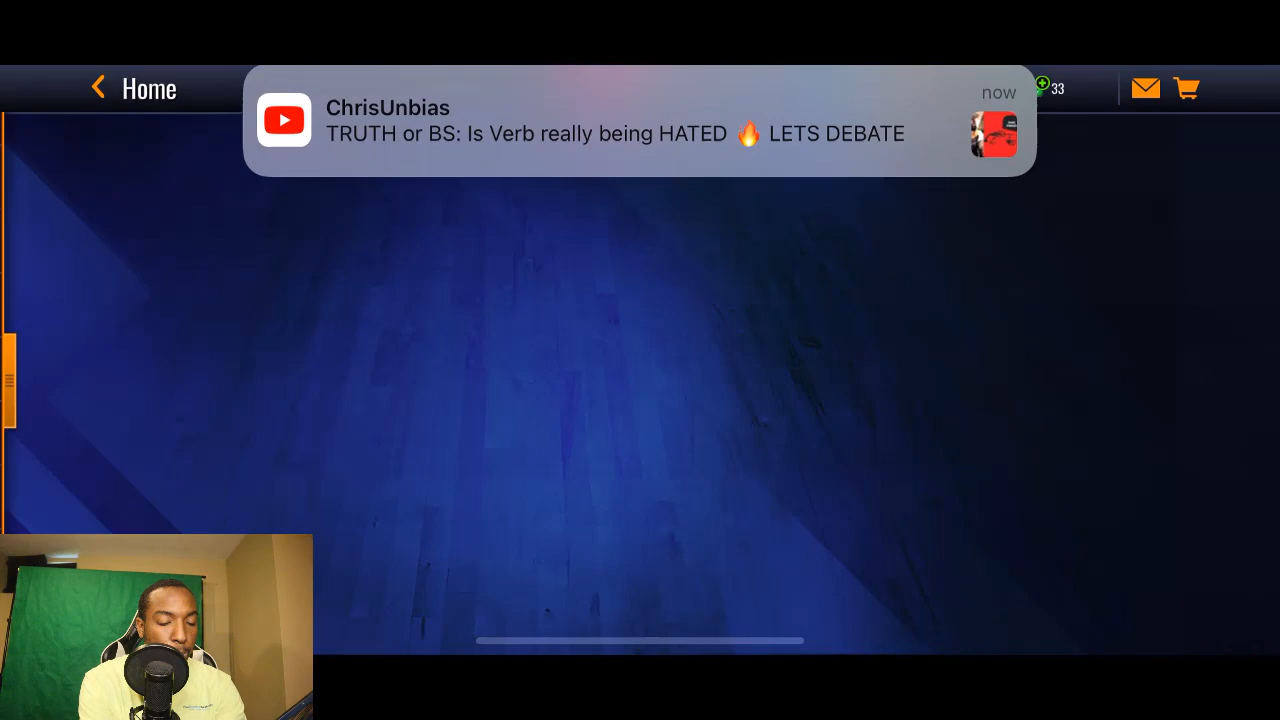 Home
ChrisUnbias
now
TRUTH or BS: Is Verb really being HATED 🔥 LETS DEBATE
33